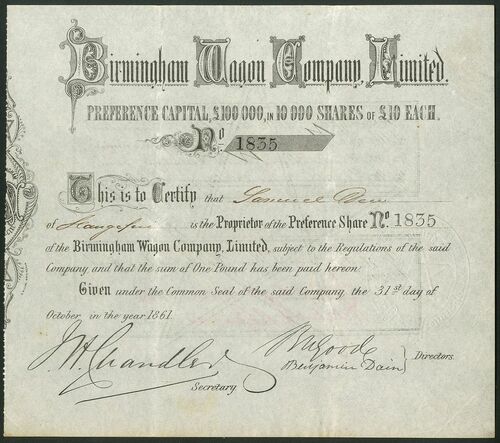 Birmingham Wagon Company, Limited.
PREFERENCE CAPITAL, £100 000, IN 10 000 SHARES OF £10 EACH.
No. 1835
This is to Certify that Samuel
of is the Proprietor of the Preference Share No. 1835
of the Birmingham Wagon Company, Limited, subject to the Regulations of the said
Company and that the sum of One Pound has been paid hereon.
Given under the Common Seal of the said Company, the 31st day of
October in the year 1861.
J H Chandler
Secretary.
Goode
Benjamin Dain
Directors.